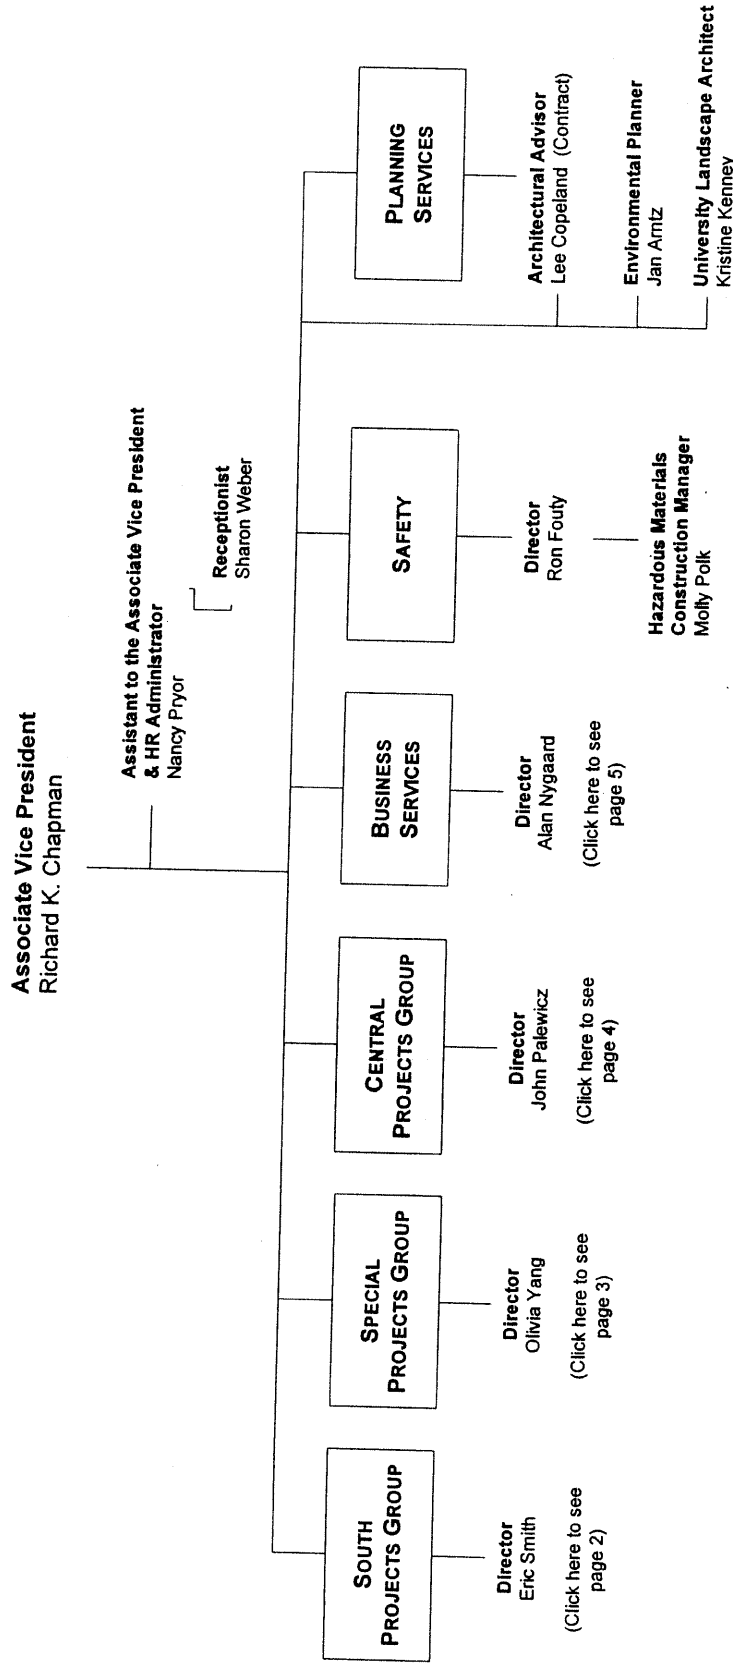 Associate Vice President
Richard K. Chapman
Assistant to the Associate Vice President
& HR Administrator
Nancy Pryor
Receptionist
Sharon Weber
SOUTH
PROJECTS GROUP
Director
Eric Smith
(Click here to see
page 2)
SPECIAL
PROJECTS GROUP
Director
Olivia Yang
(Click here to see
page 3)
CENTRAL
PROJECTS GROUP
Director
John Palewicz
(Click here to see
page 4)
BUSINESS
SERVICES
Director
Alan Nygaard
(Click here to see
page 5)
SAFETY
Director
Ron Fouty
Hazardous Materials
Construction Manager
Molly Polk
PLANNING
SERVICES
Architectural Advisor
Lee Copeland (Contract)
Environmental Planner
Jan Arntz
University Landscape Architect
Kristine Kenney